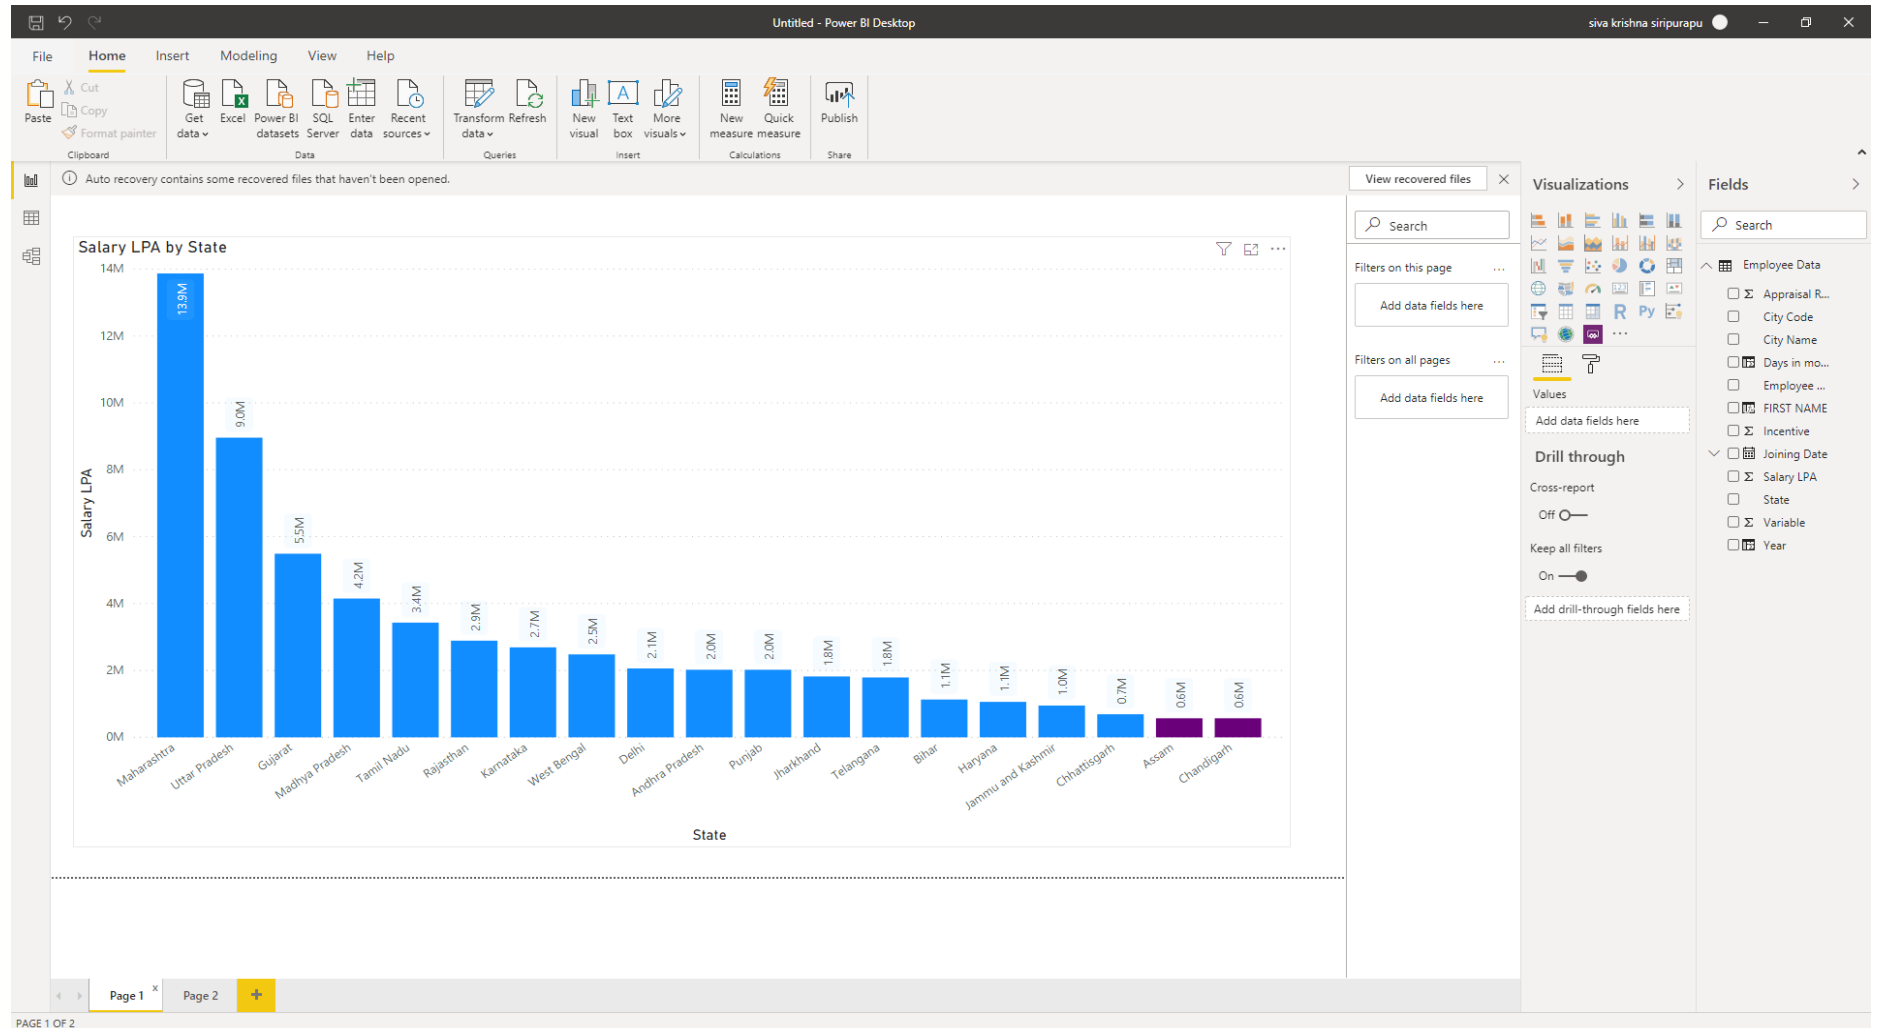 Untitled - Power BI Desktop
siva krishna siripurapu
File Home Insert Modeling View Help
Paste
Cut
Copy
Format painter
Clipboard
Get data
Excel
Power BI datasets
SQL Server
Enter data
Recent sources
Data
Transform data
Refresh
Queries
New visual
Text box
More visuals
Insert
New measure
Quick measure
Calculations
Publish
Share
Auto recovery contains some recovered files that haven't been opened.
View recovered files
Salary LPA by State
14M
12M
10M
8M
6M
4M
2M
0M
Salary LPA
13.9M
9.0M
5.5M
4.2M
3.4M
2.9M
2.7M
2.5M
2.1M
2.0M
2.0M
1.8M
1.8M
1.1M
1.1M
1.0M
0.7M
0.6M
0.6M
Maharashtra
Uttar Pradesh
Gujarat
Madhya Pradesh
Tamil Nadu
Rajasthan
Karnataka
West Bengal
Delhi
Andhra Pradesh
Punjab
Jharkhand
Telangana
Bihar
Haryana
Jammu and Kashmir
Chhattisgarh
Assam
Chandigarh
State
Search
Filters on this page ...
Add data fields here
Filters on all pages ...
Add data fields here
Visualizations
123
R Py
...
Values
Add data fields here
Drill through
Cross-report
Off
Keep all filters
On
Add drill-through fields here
Fields
Search
Employee Data
Σ Appraisal R...
City Code
City Name
Days in mo...
Employee ...
FIRST NAME
Σ Incentive
Joining Date
Σ Salary LPA
State
Σ Variable
Year
Page 1 x
Page 2
+
PAGE 1 OF 2